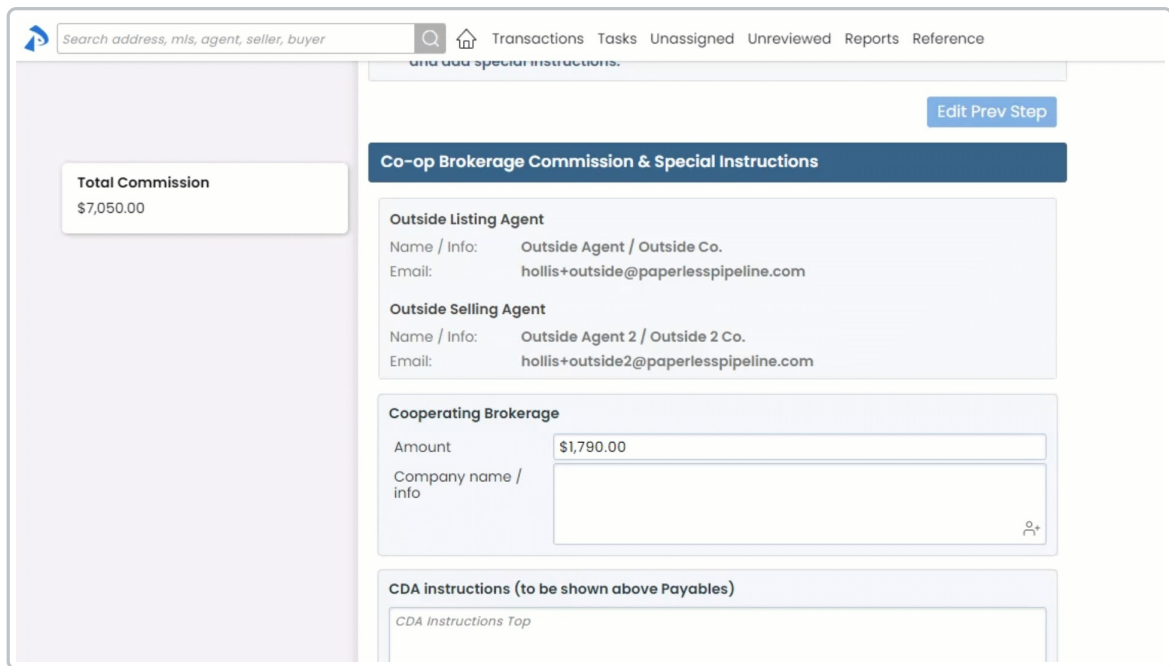 Search address, mls, agent, seller, buyer
Transactions Tasks Unassigned Unreviewed Reports Reference
and add special instructions.
Edit Prev Step
Co-op Brokerage Commission & Special Instructions
Total Commission
$7,050.00
Outside Listing Agent
Name / Info: Outside Agent / Outside Co.
Email: hollis+outside@paperlesspipeline.com
Outside Selling Agent
Name / Info: Outside Agent 2 / Outside 2 Co.
Email: hollis+outside2@paperlesspipeline.com
Cooperating Brokerage
Amount $1,790.00
Company name /
info
CDA instructions (to be shown above Payables)
CDA Instructions Top